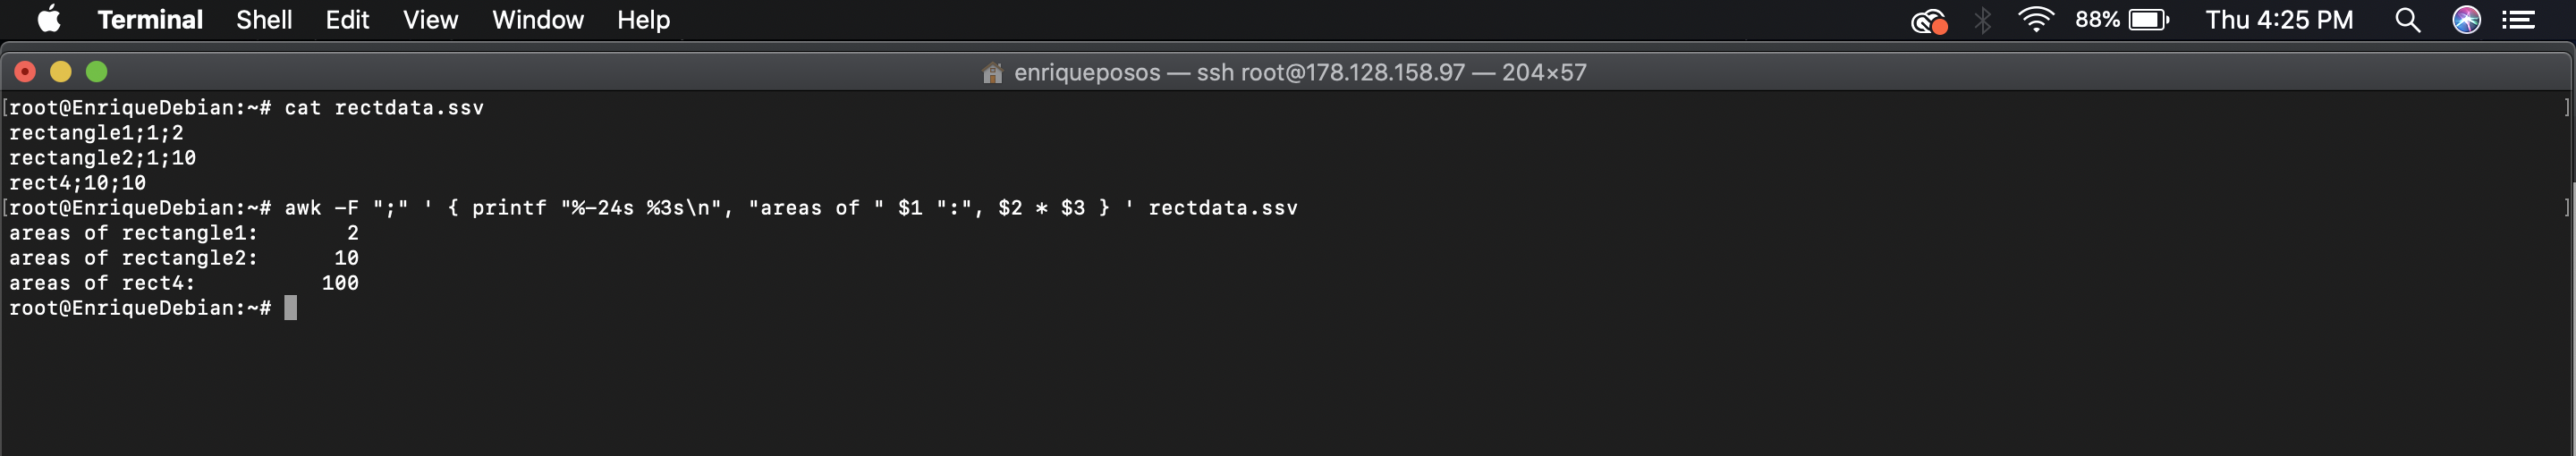 Terminal Shell Edit View Window Help 88% Thu 4:25 PM
enriqueposos — ssh root@178.128.158.97 — 204×57
[root@EnriqueDebian:~# cat rectdata.ssv ]
rectangle1;1;2
rectangle2;1;10
rect4;10;10
[root@EnriqueDebian:~# awk -F ";" ' { printf "%-24s %3s\n", "areas of " $1 ":", $2 * $3 } ' rectdata.ssv ]
areas of rectangle1:       2
areas of rectangle2:      10
areas of rect4:          100
root@EnriqueDebian:~#